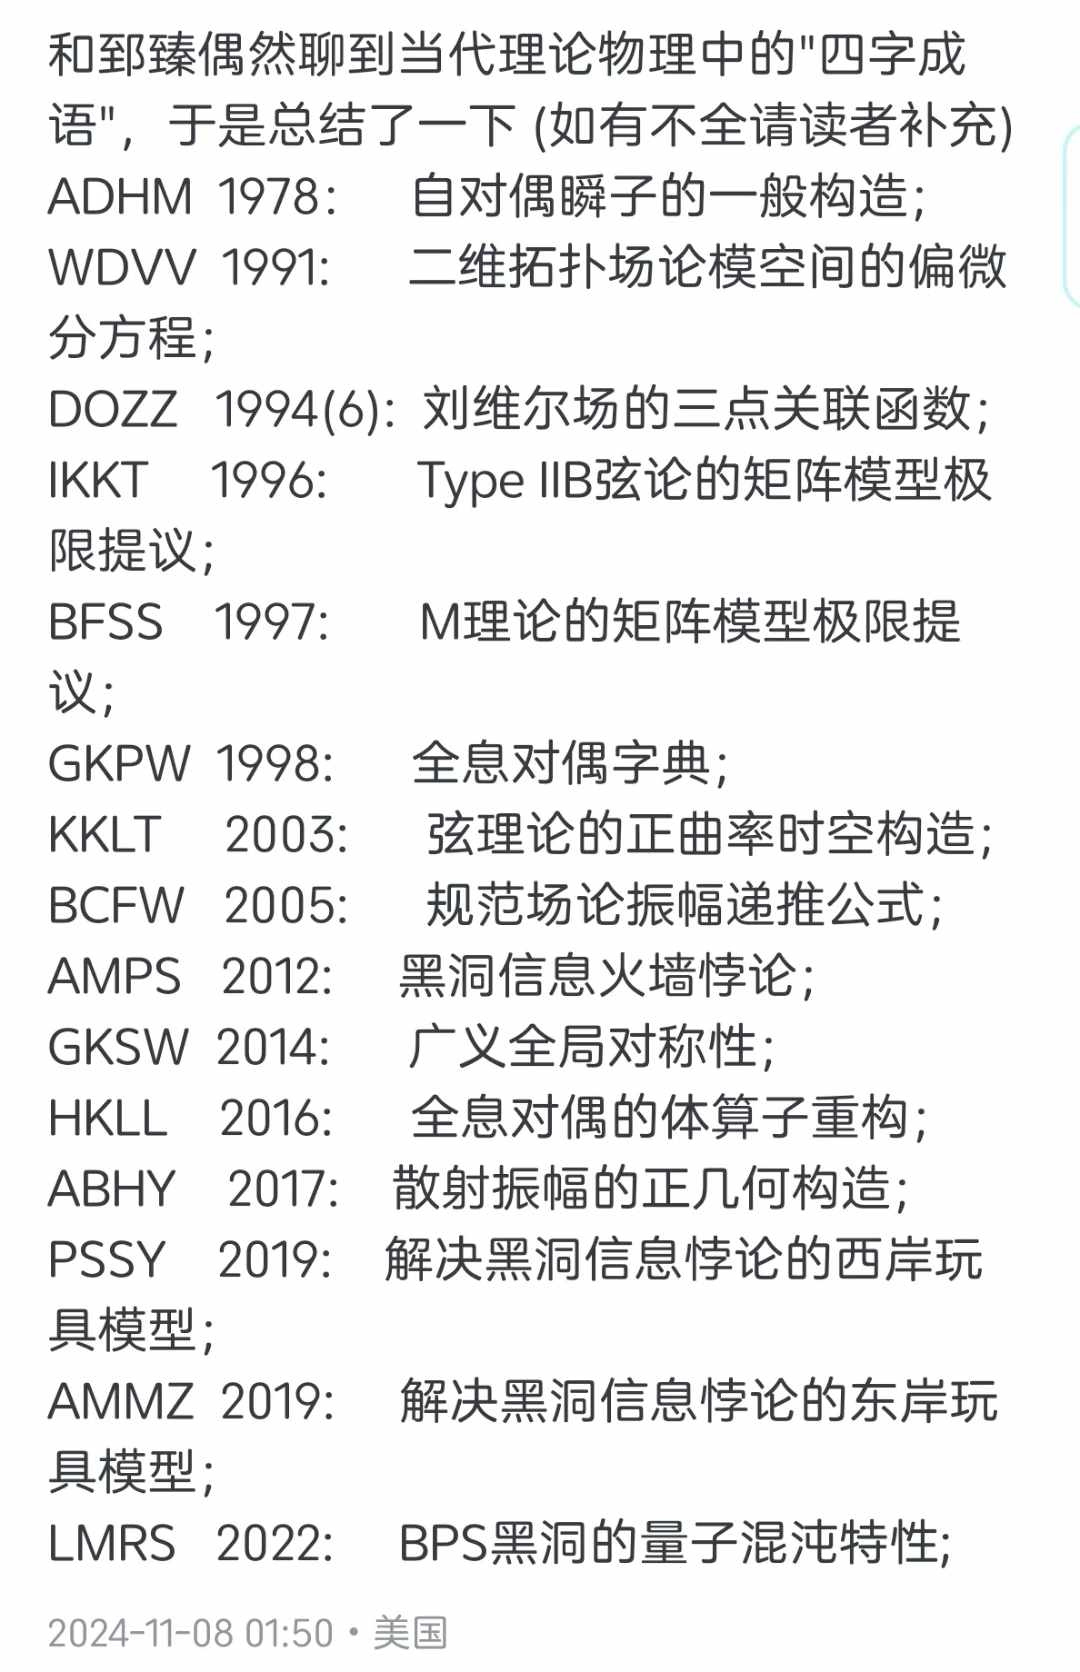 和郅臻偶然聊到当代理论物理中的"四字成
语"，于是总结了一下 (如有不全请读者补充)
ADHM 1978： 自对偶瞬子的一般构造；
WDVV 1991: 二维拓扑场论模空间的偏微
分方程；
DOZZ 1994(6)：刘维尔场的三点关联函数；
IKKT 1996: Type IIB弦论的矩阵模型极
限提议；
BFSS 1997: M理论的矩阵模型极限提
议；
GKPW 1998: 全息对偶字典；
KKLT 2003: 弦理论的正曲率时空构造；
BCFW 2005: 规范场论振幅递推公式；
AMPS 2012: 黑洞信息火墙悖论；
GKSW 2014: 广义全局对称性；
HKLL 2016: 全息对偶的体算子重构；
ABHY 2017: 散射振幅的正几何构造；
PSSY 2019: 解决黑洞信息悖论的西岸玩
具模型；
AMMZ 2019: 解决黑洞信息悖论的东岸玩
具模型；
LMRS 2022: BPS黑洞的量子混沌特性;
2024-11-08 01:50 · 美国